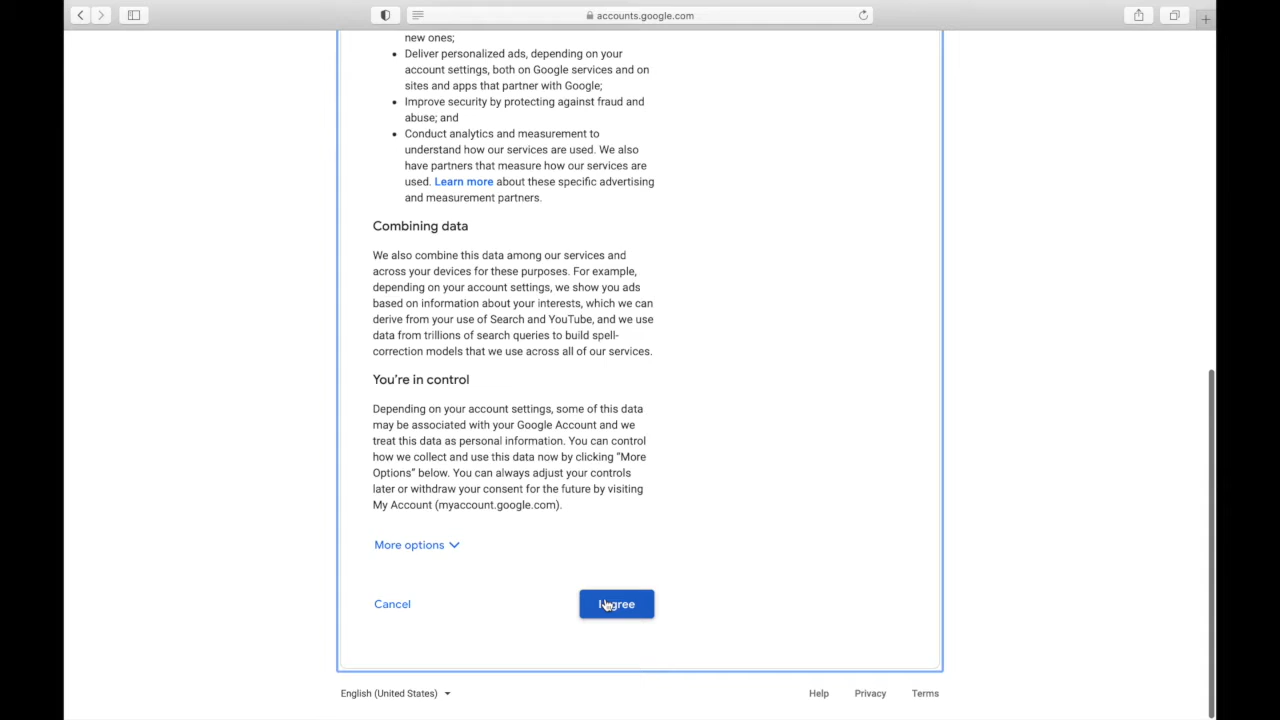 accounts.google.com
new ones;
• Deliver personalized ads, depending on your
account settings, both on Google services and on
sites and apps that partner with Google;
• Improve security by protecting against fraud and
abuse; and
• Conduct analytics and measurement to
understand how our services are used. We also
have partners that measure how our services are
used. Learn more about these specific advertising
and measurement partners.
Combining data
We also combine this data among our services and
across your devices for these purposes. For example,
depending on your account settings, we show you ads
based on information about your interests, which we can
derive from your use of Search and YouTube, and we use
data from trillions of search queries to build spell-
correction models that we use across all of our services.
You’re in control
Depending on your account settings, some of this data
may be associated with your Google Account and we
treat this data as personal information. You can control
how we collect and use this data now by clicking “More
Options” below. You can always adjust your controls
later or withdraw your consent for the future by visiting
My Account (myaccount.google.com).
More options
Cancel
I agree
English (United States)
Help Privacy Terms